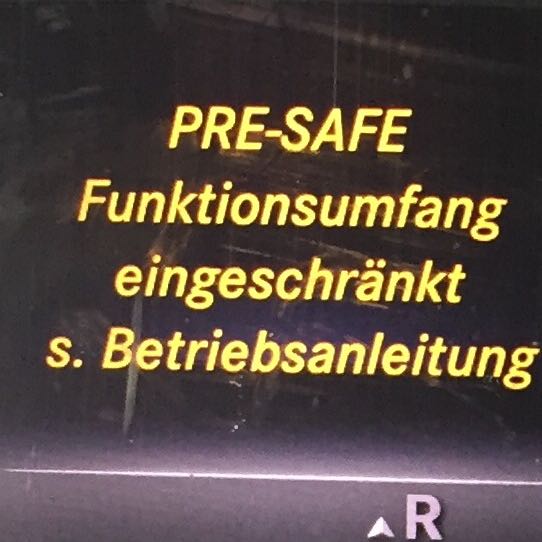 PRE-SAFE
Funktionsumfang
eingeschränkt
s. Betriebsanleitung
R